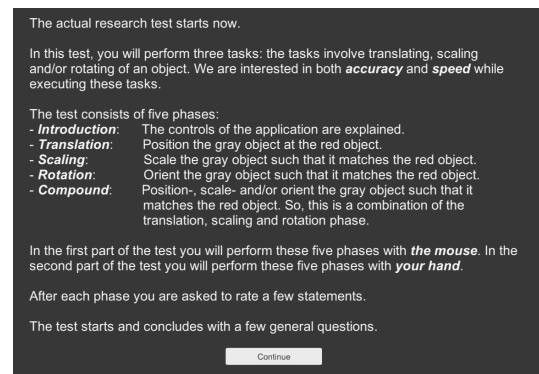 The actual research test starts now.
In this test, you will perform three tasks: the tasks involve translating, scaling
and/or rotating of an object. We are interested in both accuracy and speed while
executing these tasks.
The test consists of five phases:
- Introduction: The controls of the application are explained.
- Translation: Position the gray object at the red object.
- Scaling: Scale the gray object such that it matches the red object.
- Rotation: Orient the gray object such that it matches the red object.
- Compound: Position-, scale- and/or orient the gray object such that it
matches the red object. So, this is a combination of the
translation, scaling and rotation phase.
In the first part of the test you will perform these five phases with the mouse. In the
second part of the test you will perform these five phases with your hand.
After each phase you are asked to rate a few statements.
The test starts and concludes with a few general questions.
Continue